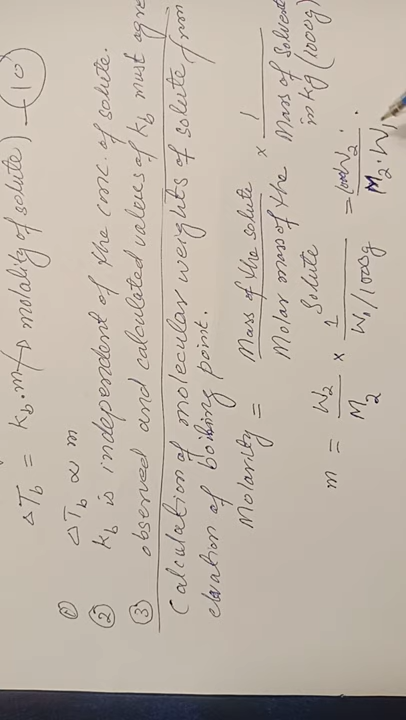 ΔTb = kb.m → molality of solute) — (10)
① ΔTb ∝ m
② kb is independent of the conc. of solute.
③ observed and calculated values of kb must agre
Calculation of molecular weights of solute from
elevation of boiling point.
Molarity = Mass of the solute / Molar mass of the Solute × 1 / Mass of Solvent in kg (1000g)
m = W2 / M2 × 1 / W1/1000g = 1000W2 / M2.W1